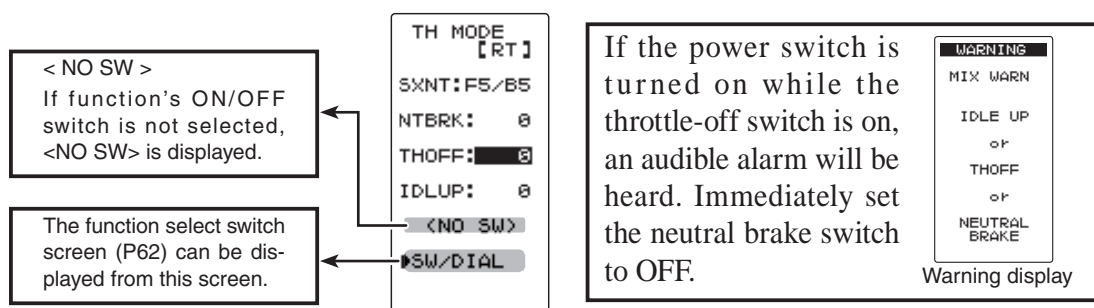 < NO SW >
If function's ON/OFF
switch is not selected,
<NO SW> is displayed.
The function select switch
screen (P62) can be dis-
played from this screen.
TH MODE
[RT]
SXNT:F5/B5
NTBRK: 0
THOFF: 0
IDLUP: 0
<NO SW>
SW/DIAL
If the power switch is
turned on while the
throttle-off switch is on,
an audible alarm will be
heard. Immediately set
the neutral brake switch
to OFF.
WARNING
MIX WARN
IDLE UP
or
THOFF
or
NEUTRAL
BRAKE
Warning display